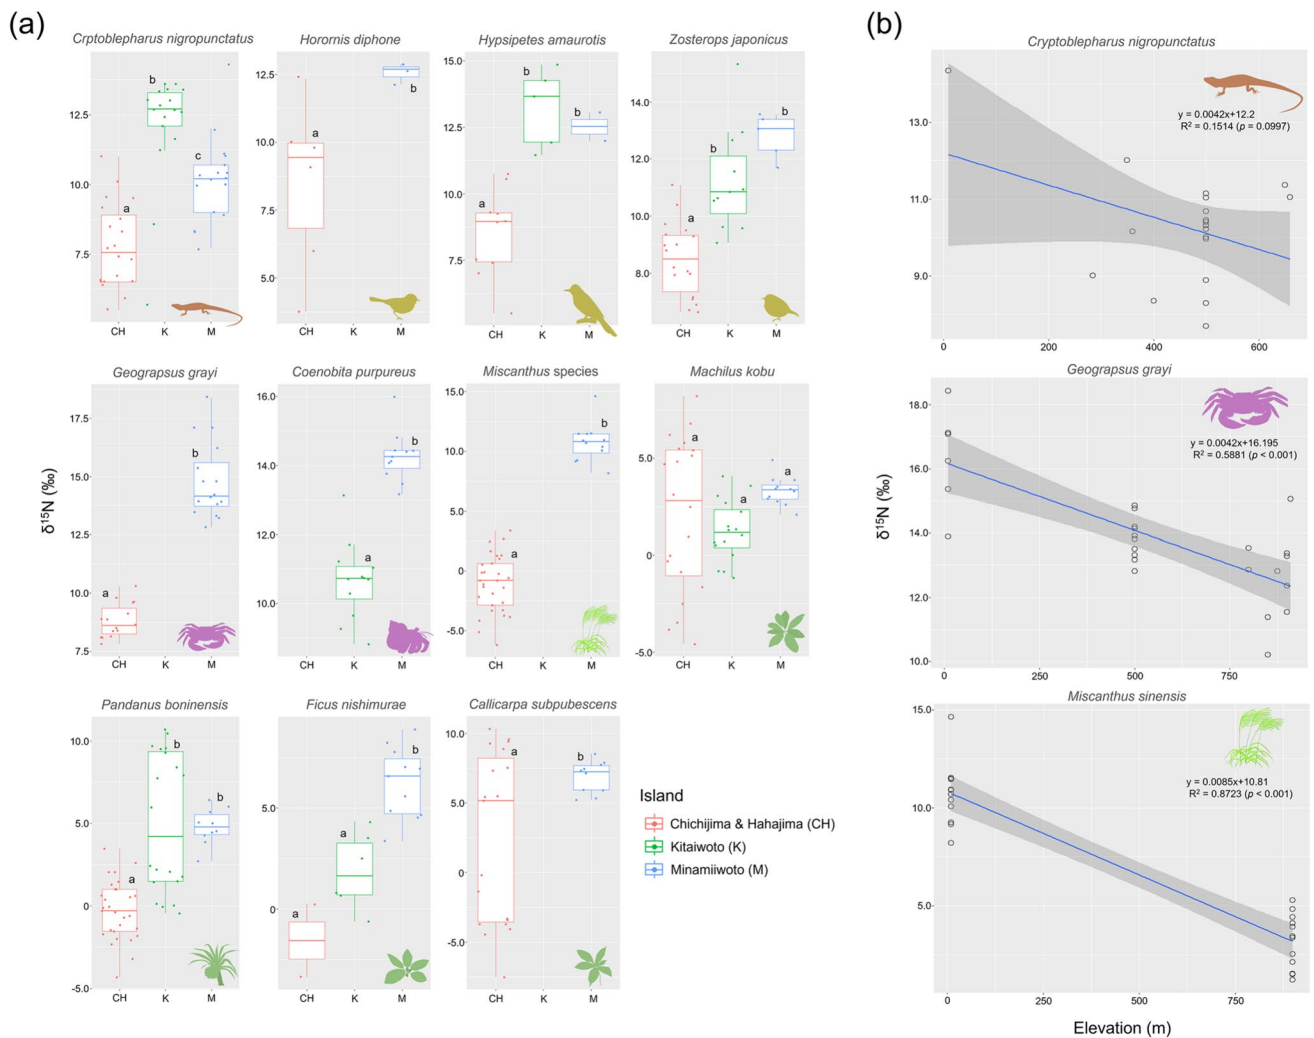 (a)
(b)
Crptoblepharus nigropunctatus
Horornis diphone
Hypsipetes amaurotis
Zosterops japonicus
Cryptoblepharus nigropunctatus
12.5
10.0
7.5
a
b
c
CH
K
M
12.5
10.0
7.5
5.0
a
b
CH
K
M
15.0
12.5
10.0
7.5
a
b
b
CH
K
M
14.0
12.0
10.0
8.0
a
b
b
CH
K
M
y = 0.0042x+12.2
R² = 0.1514 (p = 0.0997)
13.0
11.0
9.0
0
200
400
600
Geograpsus grayi
Coenobita purpureus
Miscanthus species
Machilus kobu
Geograpsus grayi
δ¹⁵N (‰)
17.5
15.0
12.5
10.0
7.5
a
b
CH
K
M
16.0
14.0
12.0
10.0
a
b
CH
K
M
15.0
10.0
5.0
0
-5.0
a
b
CH
K
M
5.0
0
-5.0
a
a
a
CH
K
M
δ¹⁵N (‰)
y = 0.0042x+16.195
R² = 0.5881 (p < 0.001)
18.0
16.0
14.0
12.0
10.0
0
250
500
750
Pandanus boninensis
Ficus nishimurae
Callicarpa subpubescens
Miscanthus sinensis
10.0
5.0
0
-5.0
a
b
b
CH
K
M
5.0
0
a
a
b
CH
K
M
10.0
5.0
0
-5.0
a
b
CH
K
M
Island
Chichijima & Hahajima (CH)
Kitaiwoto (K)
Minamiiwoto (M)
y = 0.0085x+10.81
R² = 0.8723 (p < 0.001)
15.0
10.0
5.0
0
250
500
750
Elevation (m)